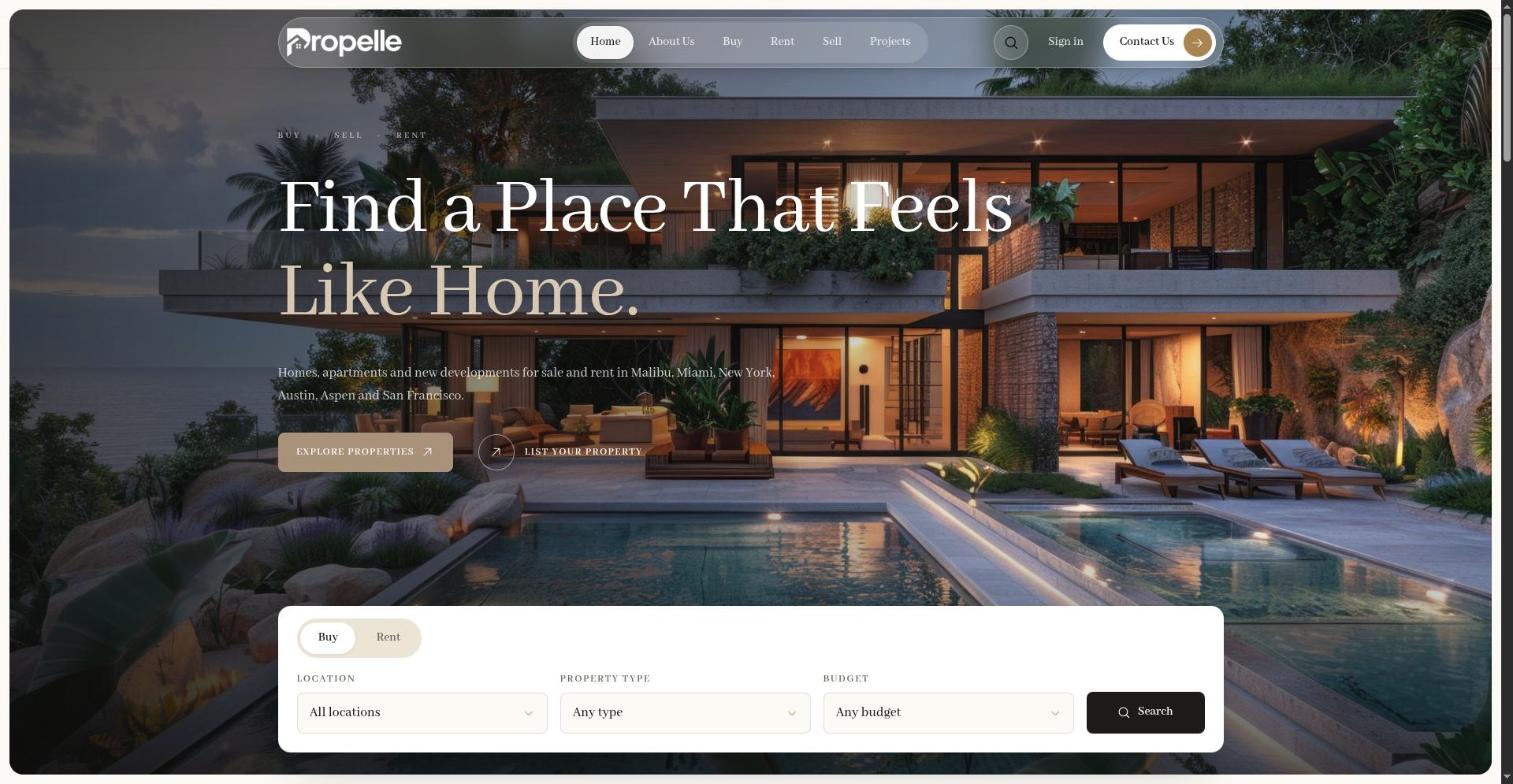 Propelle
Home About Us Buy Rent Sell Projects
Sign in
Contact Us
BUY · SELL · RENT
Find a Place That Feels
Like Home.
Homes, apartments and new developments for sale and rent in Malibu, Miami, New York,
Austin, Aspen and San Francisco.
EXPLORE PROPERTIES
LIST YOUR PROPERTY
Buy Rent
LOCATION PROPERTY TYPE BUDGET
All locations Any type Any budget Search